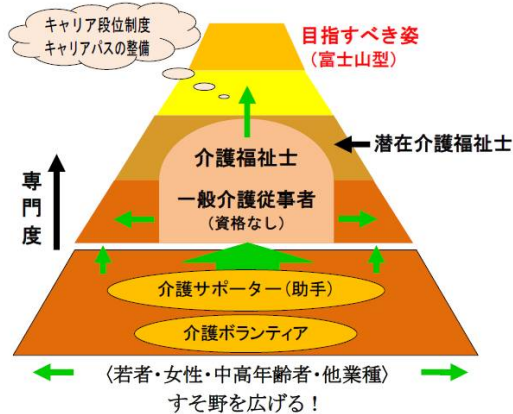 キャリア段位制度
キャリアパスの整備
目指すべき姿
(富士山型)
潜在介護福祉士
介護福祉士
一般介護従事者
(資格なし)
専門度
介護サポーター(助手)
介護ボランティア
〈若者・女性・中高年齢者・他業種〉
すそ野を広げる!